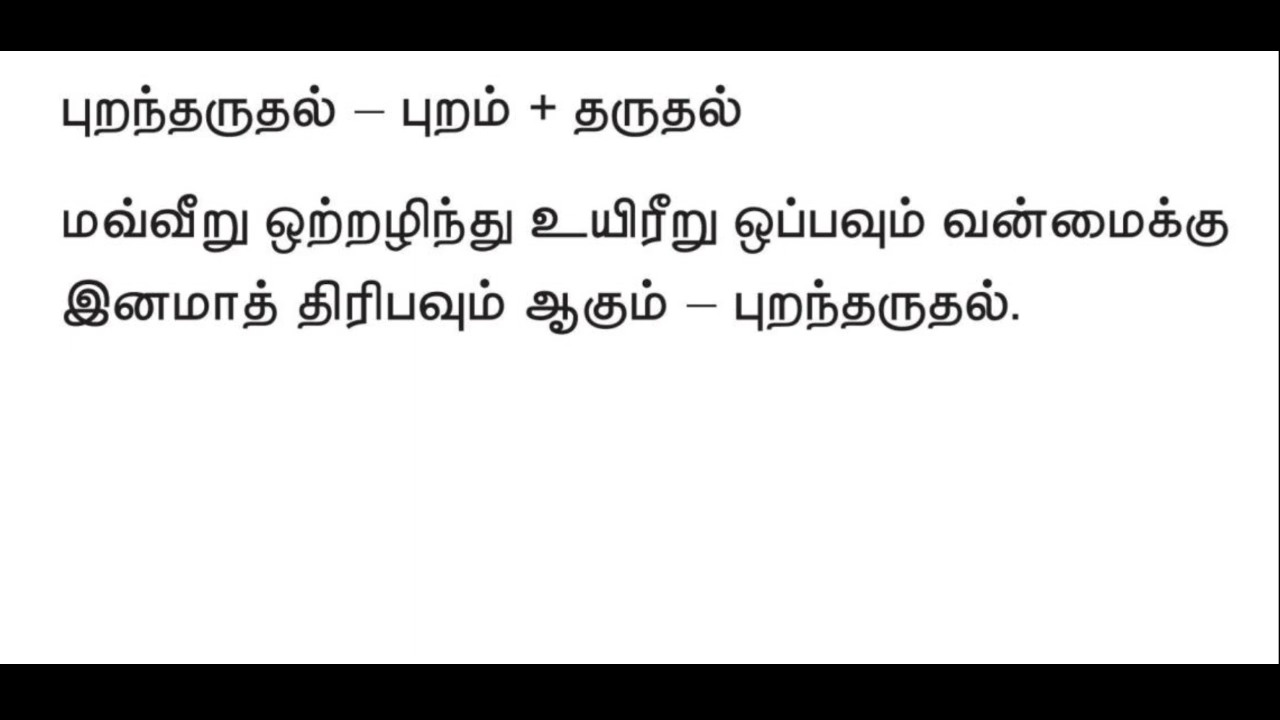 புறந்தருதல் – புறம் + தருதல்
மவ்வீறு ஒற்றழிந்து உயிரீறு ஒப்பவும் வன்மைக்கு
இனமாத் திரிபவும் ஆகும் – புறந்தருதல்.